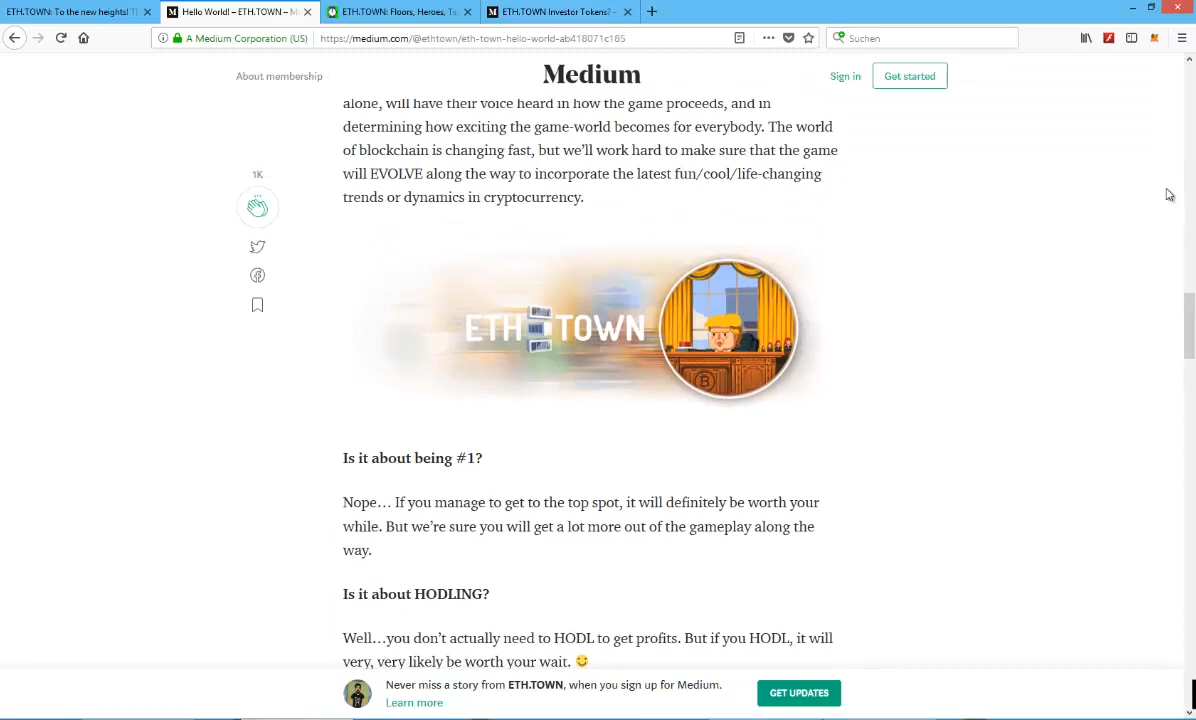 ETH.TOWN: To the new heights! T
Hello World! – ETH.TOWN – M
ETH.TOWN: Floors, Heroes, T
ETH.TOWN Investor Tokens? –
A Medium Corporation (US)
https://medium.com/@ethtown/eth-town-hello-world-ab418071c185
Suchen
About membership
Medium
Sign in
Get started
alone, will have their voice heard in how the game proceeds, and in
determining how exciting the game-world becomes for everybody. The world
of blockchain is changing fast, but we’ll work hard to make sure that the game
will EVOLVE along the way to incorporate the latest fun/cool/life-changing
trends or dynamics in cryptocurrency.
1K
ETH TOWN
Is it about being #1?
Nope… If you manage to get to the top spot, it will definitely be worth your
while. But we’re sure you will get a lot more out of the gameplay along the
way.
Is it about HODLING?
Well…you don’t actually need to HODL to get profits. But if you HODL, it will
very, very likely be worth your wait.
Never miss a story from ETH.TOWN, when you sign up for Medium.
Learn more
GET UPDATES